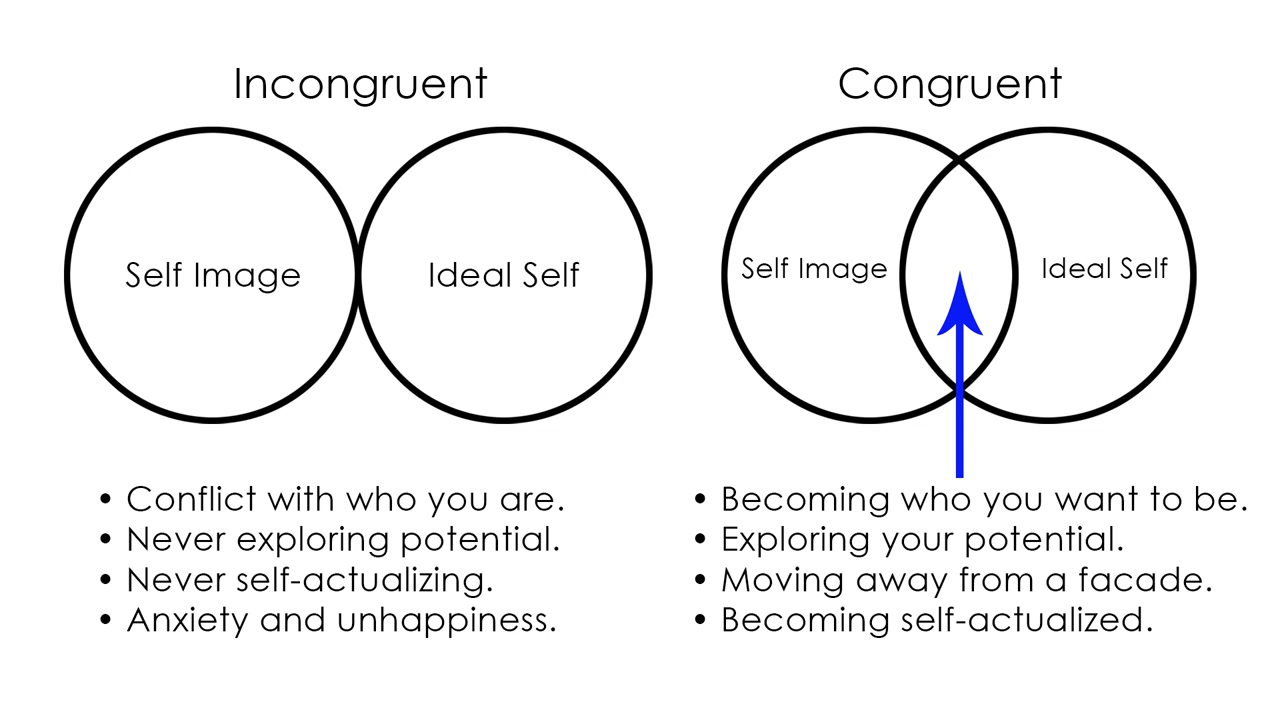 Incongruent
Self Image
Ideal Self
• Conflict with who you are.
• Never exploring potential.
• Never self-actualizing.
• Anxiety and unhappiness.
Congruent
Self Image
Ideal Self
• Becoming who you want to be.
• Exploring your potential.
• Moving away from a facade.
• Becoming self-actualized.